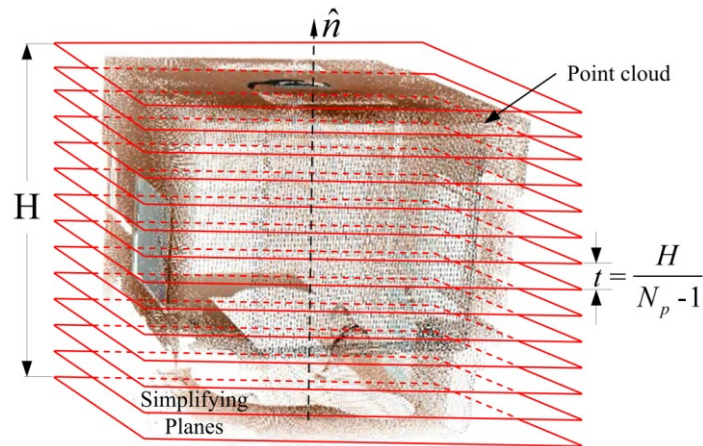 n̂
Point cloud
H
t = H / N_p -1
Simplifying
Planes